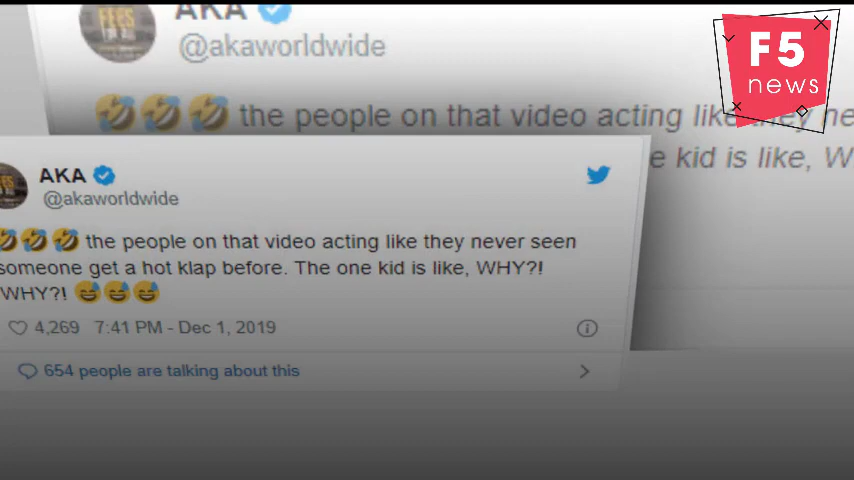 AKA
@akaworldwide
🤣🤣🤣 the people on that video acting like they ne
e kid is like, W
F5
news
AKA
@akaworldwide
🤣🤣🤣 the people on that video acting like they never seen
someone get a hot klap before. The one kid is like, WHY?!
WHY?! 😅😅😅
4,269 7:41 PM - Dec 1, 2019
654 people are talking about this